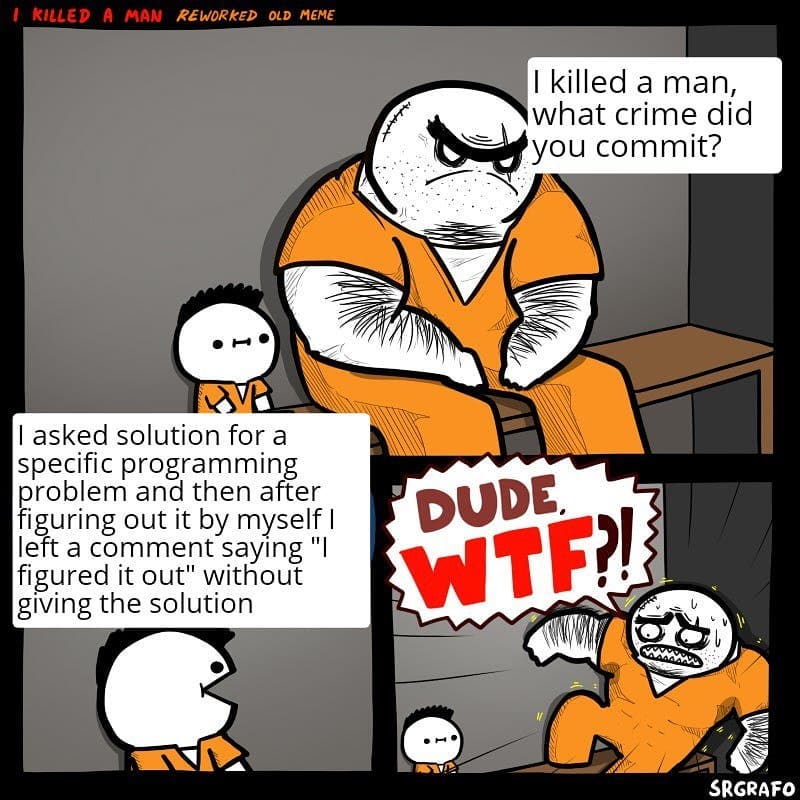 I KILLED A MAN REWORKED OLD MEME
I killed a man,
what crime did
you commit?
I asked solution for a
specific programming
problem and then after
figuring out it by myself I
left a comment saying "I
figured it out" without
giving the solution
DUDE,
WTF?!
SRGRAFO